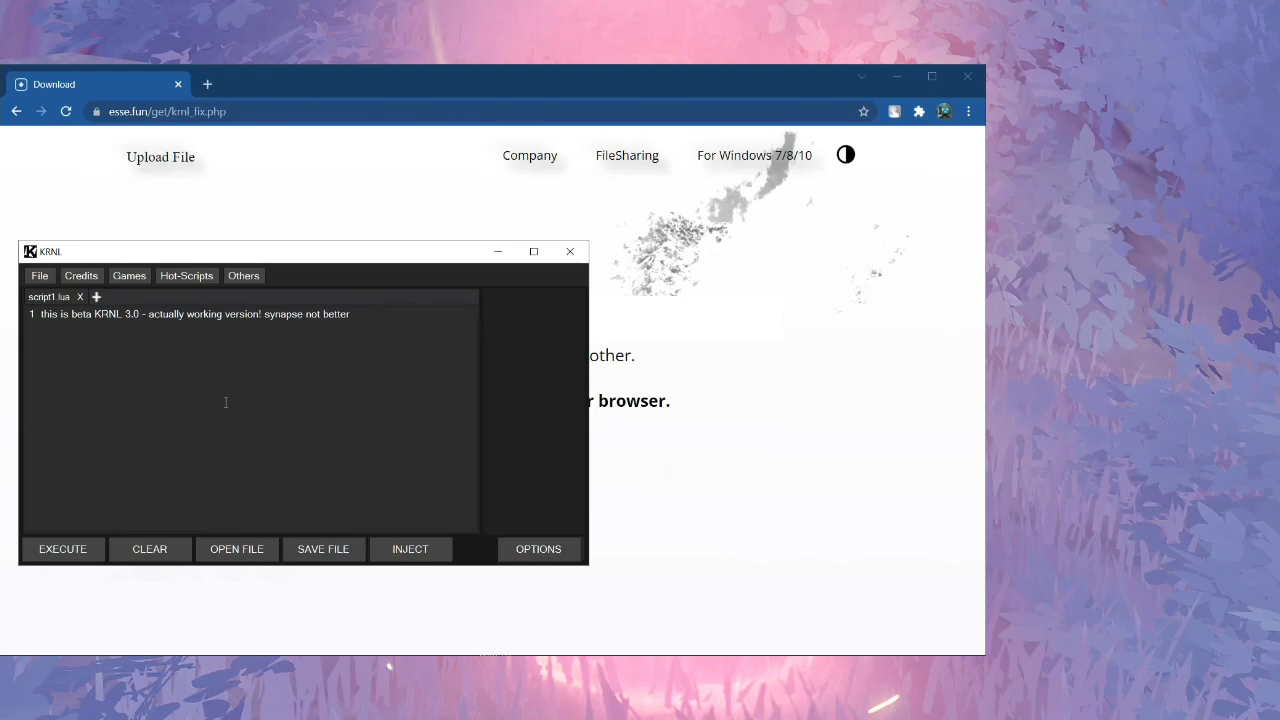 Download
esse.fun/get/krnl_fix.php
Upload File
Company
FileSharing
For Windows 7/8/10
KRNL
File
Credits
Games
Hot-Scripts
Others
script1.lua X
1 this is beta KRNL 3.0 - actually working version! synapse not better
other.
r browser.
EXECUTE
CLEAR
OPEN FILE
SAVE FILE
INJECT
OPTIONS